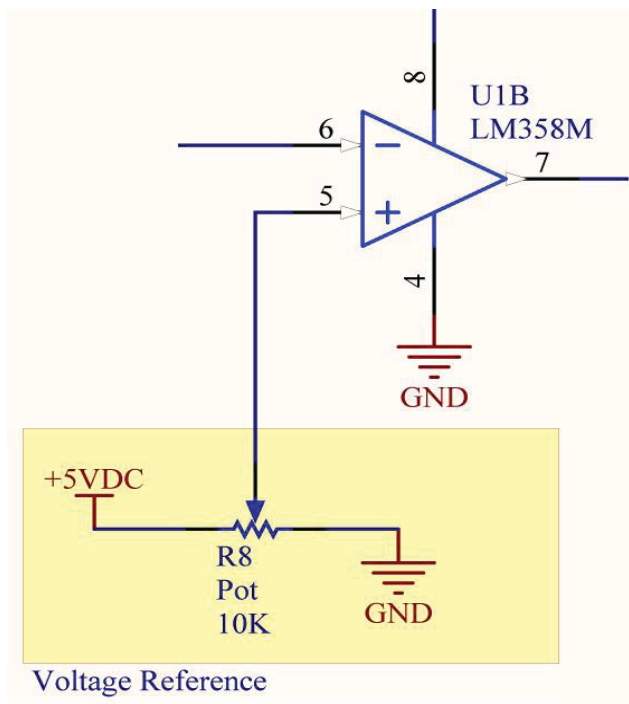 8
U1B
LM358M
6
7
5
4
GND
+5VDC
R8
Pot
10K
GND
Voltage Reference